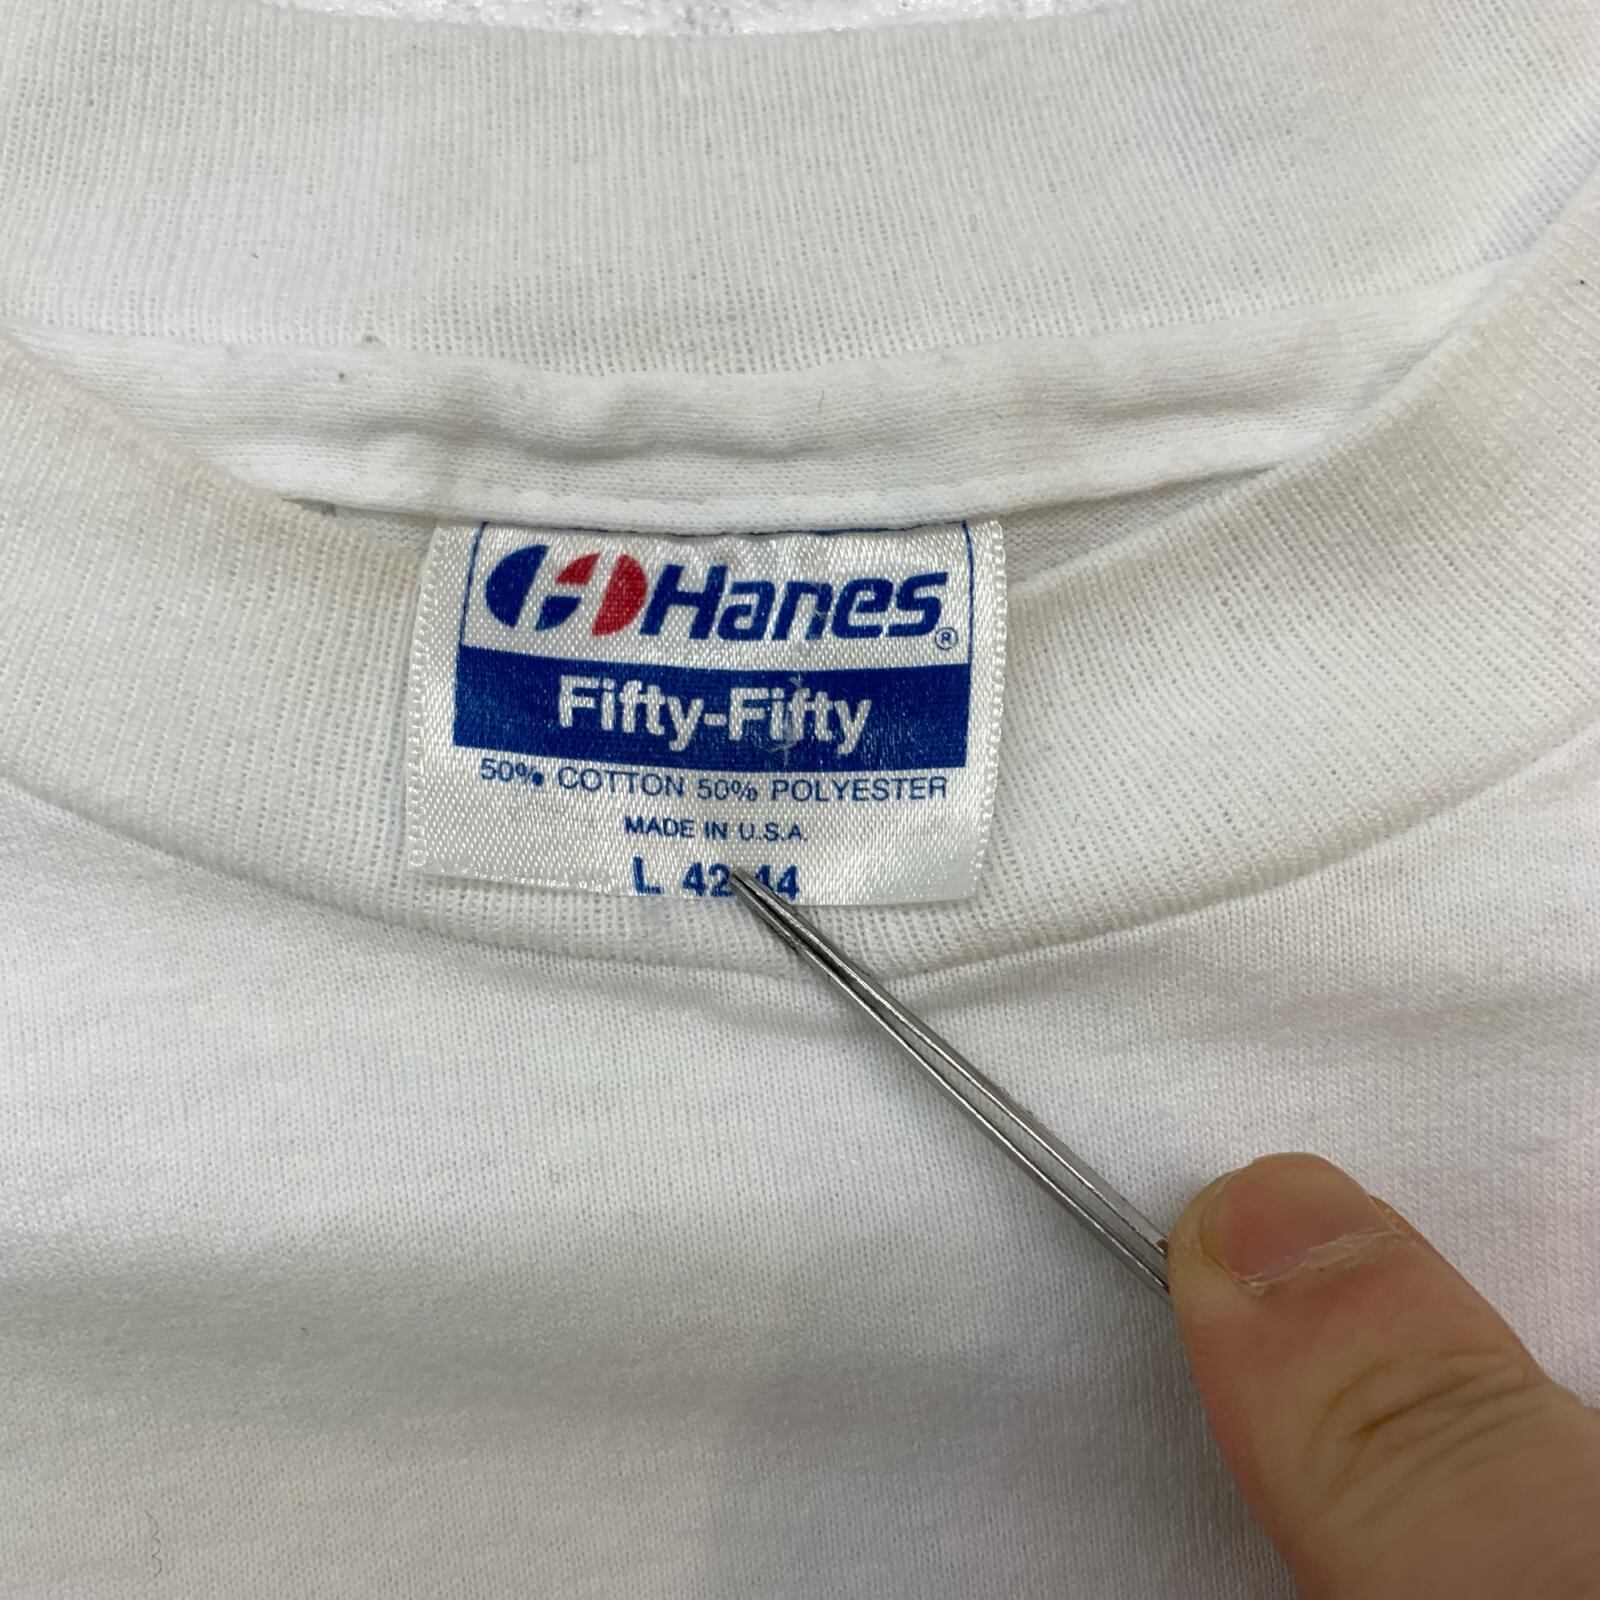 Hanes®
Fifty-Fifty
50% COTTON 50% POLYESTER
MADE IN U.S.A.
L 42-44